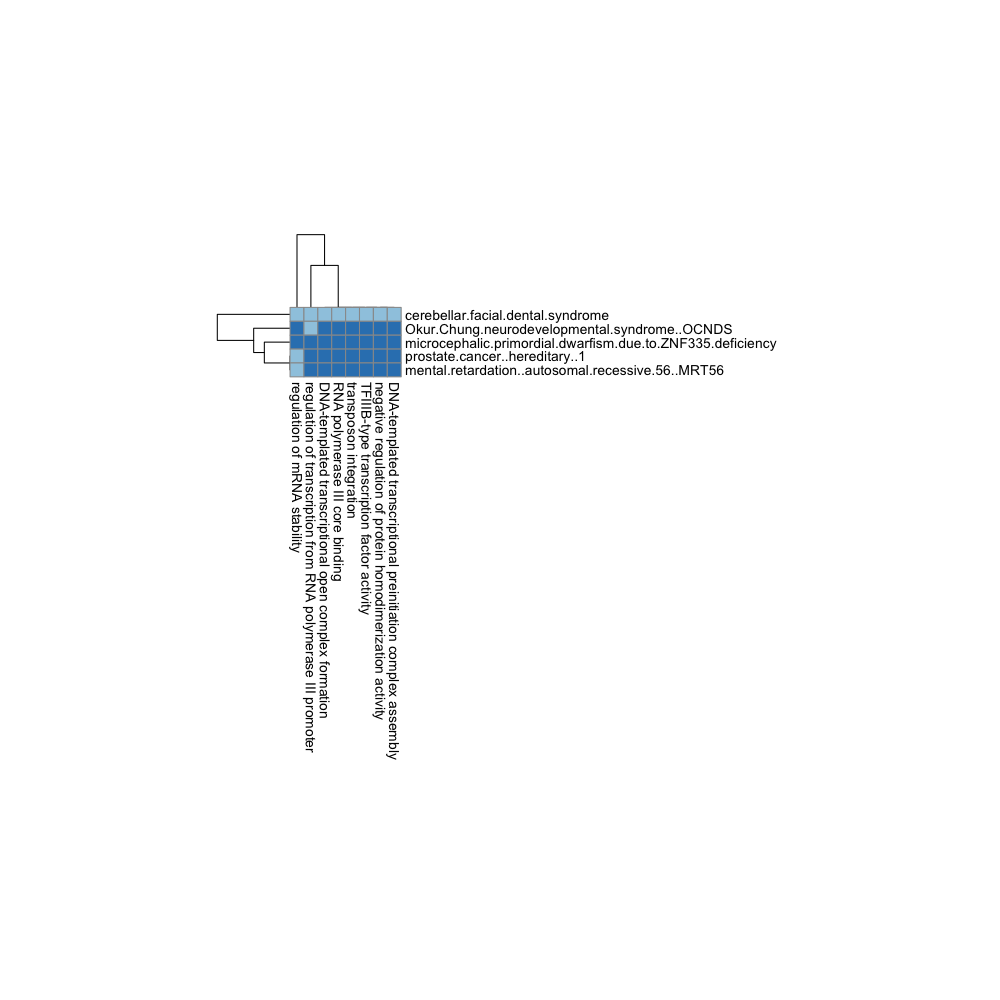 cerebellar.facial.dental.syndrome
Okur.Chung.neurodevelopmental.syndrome..OCNDS
microcephalic.primordial.dwarfism.due.to.ZNF335.deficiency
prostate.cancer..hereditary..1
mental.retardation..autosomal.recessive.56..MRT56
regulation of mRNA stability
regulation of transcription from RNA polymerase III promoter
DNA-templated transcriptional open complex formation
RNA polymerase III core binding
transposon integration
TFIIIB-type transcription factor activity
negative regulation of protein homodimerization activity
DNA-templated transcriptional preinitiation complex assembly